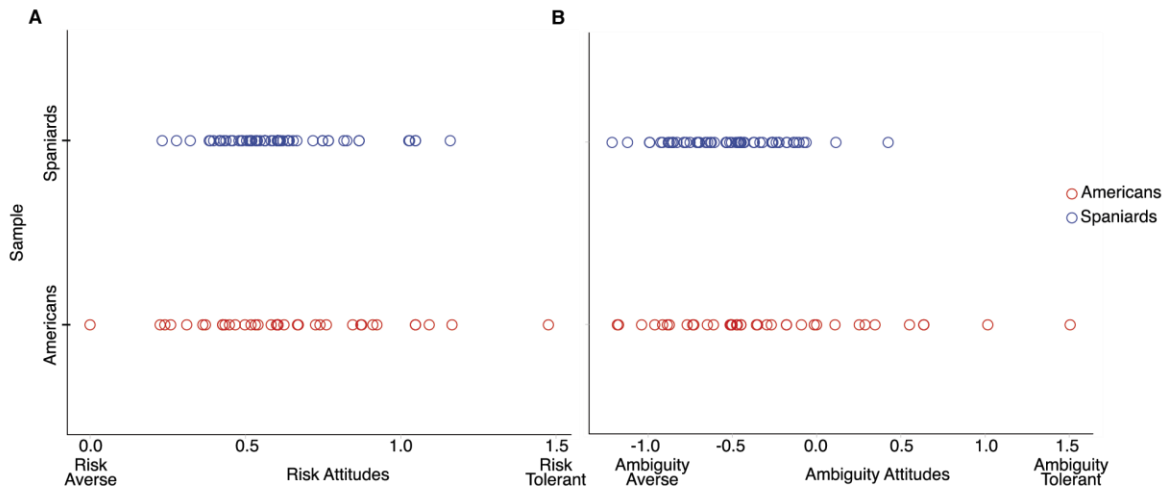 A
B
Sample
Spaniards
Americans
0.0
0.5
1.0
1.5
Risk
Averse
Risk Attitudes
Risk
Tolerant
-1.0
-0.5
0.0
0.5
1.0
1.5
Ambiguity
Averse
Ambiguity Attitudes
Ambiguity
Tolerant
Americans
Spaniards